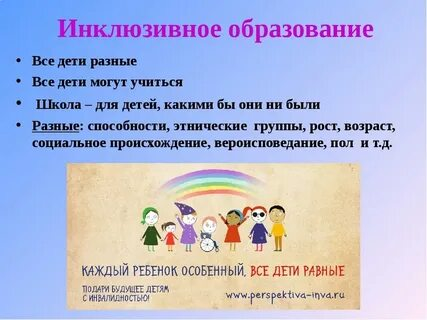 Инклюзивное образование
• Все дети разные
• Все дети могут учиться
• Школа – для детей, какими бы они ни были
• Разные: способности, этнические группы, рост, возраст,
социальное происхождение, вероисповедание, пол и т.д.
КАЖДЫЙ РЕБЕНОК ОСОБЕННЫЙ, ВСЕ ДЕТИ РАВНЫЕ
ПОДАРИ БУДУЩЕЕ ДЕТЯМ
С ИНВАЛИДНОСТЬЮ!
www.perspektiva-inva.ru